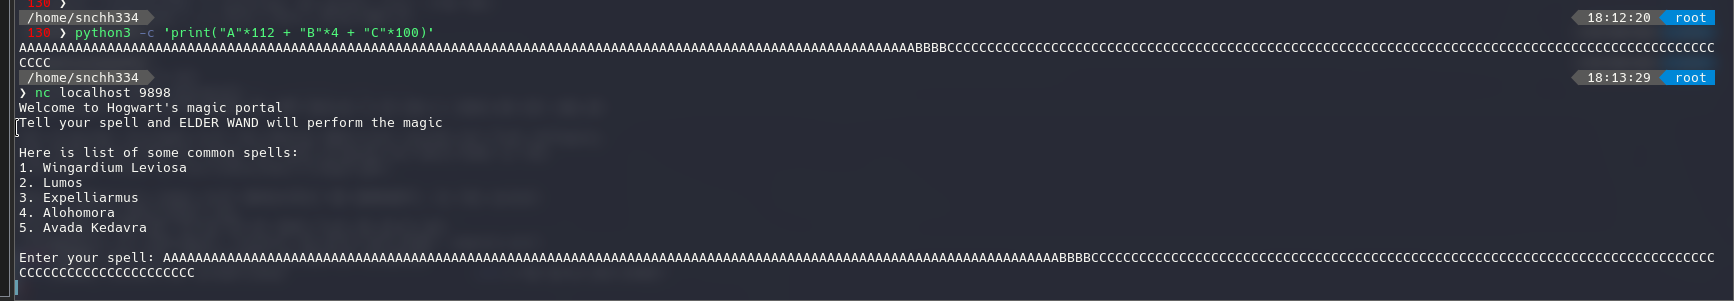 130 ❯
/home/snchh334 18:12:20 root
130 ❯ python3 -c 'print("A"*112 + "B"*4 + "C"*100)'
AAAAAAAAAAAAAAAAAAAAAAAAAAAAAAAAAAAAAAAAAAAAAAAAAAAAAAAAAAAAAAAAAAAAAAAAAAAAAAAAAAAAAAAAAAAAAAAAAAAAAAAAAAAAAAAABBBBCCCCCCCCCCCCCCCCCCCCCCCCCCCCCCCCCCCCCCCCCCCCCCCCCCCCCCCCCCCCCCCCCCCCCCCCCCCCCCCCCCCCCCCCCCCCCCCC
CCCC
/home/snchh334 18:13:29 root
❯ nc localhost 9898
Welcome to Hogwart's magic portal
Tell your spell and ELDER WAND will perform the magic
Here is list of some common spells:
1. Wingardium Leviosa
2. Lumos
3. Expelliarmus
4. Alohomora
5. Avada Kedavra
Enter your spell: AAAAAAAAAAAAAAAAAAAAAAAAAAAAAAAAAAAAAAAAAAAAAAAAAAAAAAAAAAAAAAAAAAAAAAAAAAAAAAAAAAAAAAAAAAAAAAAAAAAAAAAAAAAAAAAABBBBCCCCCCCCCCCCCCCCCCCCCCCCCCCCCCCCCCCCCCCCCCCCCCCCCCCCCCCCCCCCCCCCCCCCCCCCCCCCCC
CCCCCCCCCCCCCCCCCCCCCC